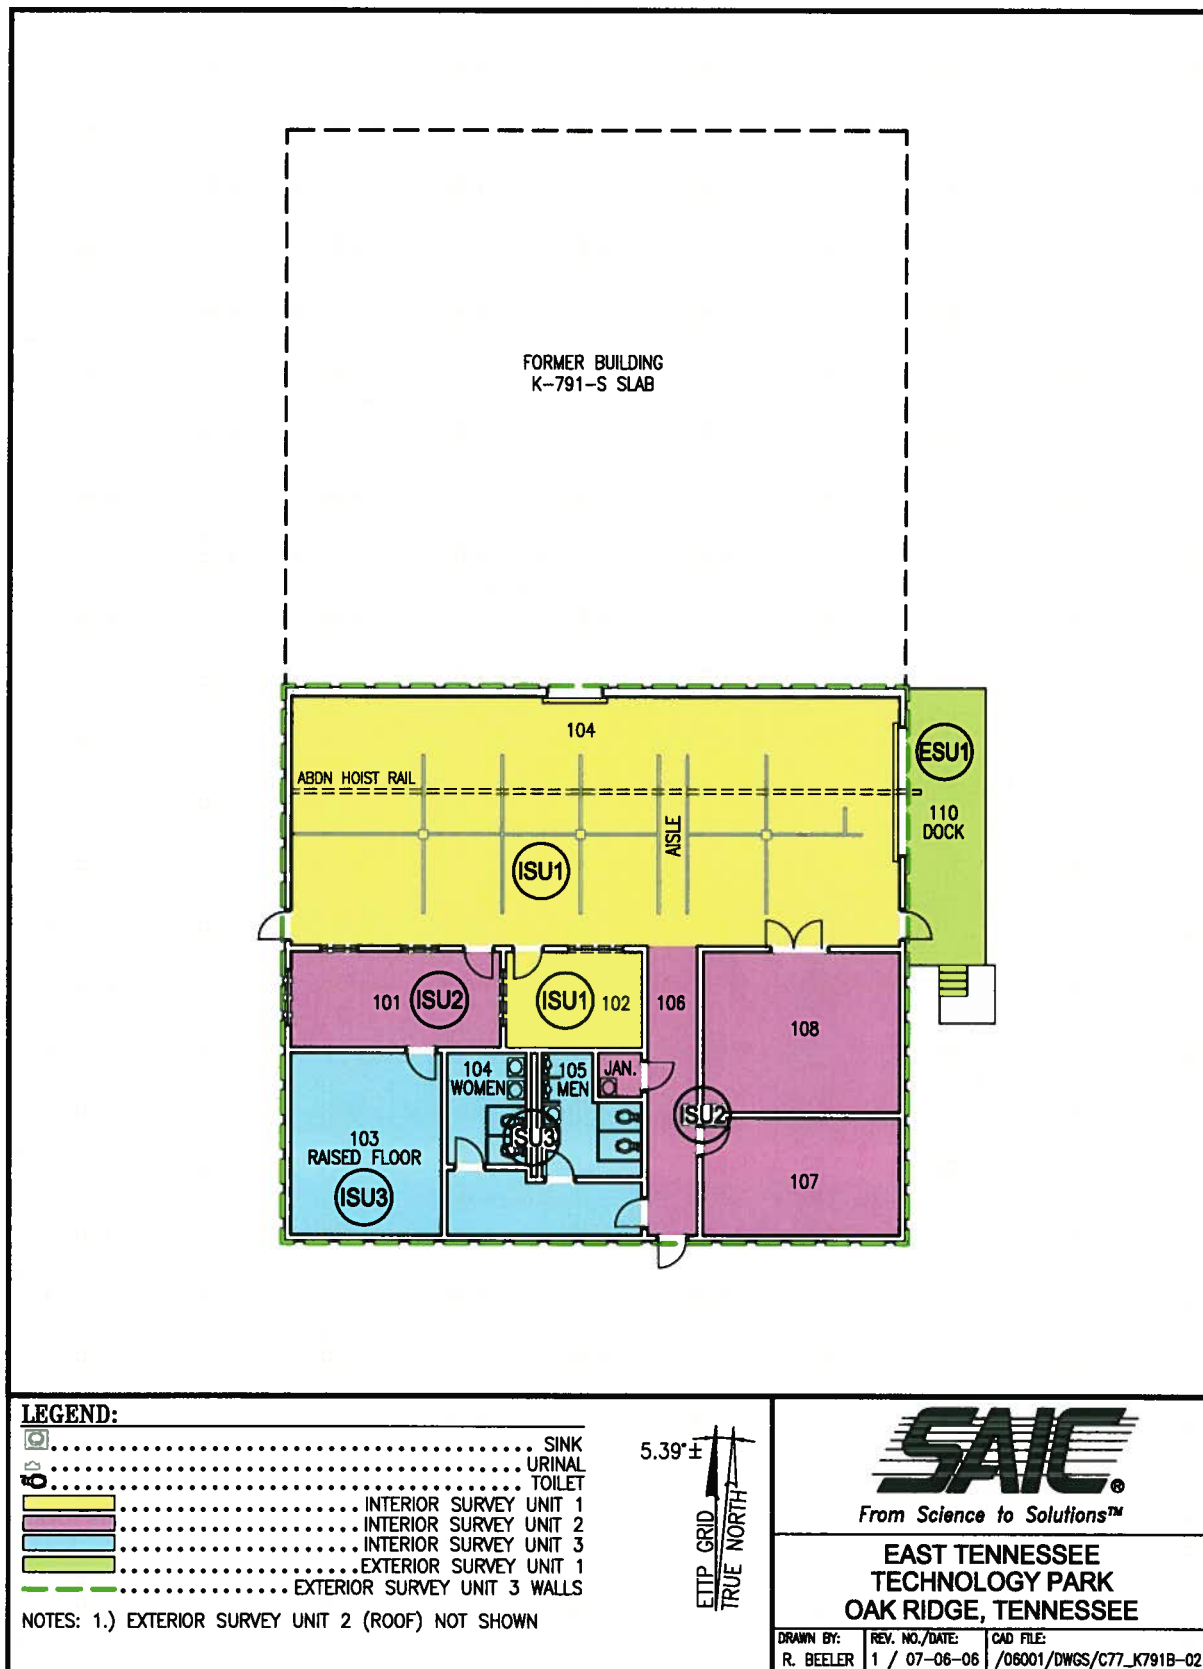 FORMER BUILDING
K-791-S SLAB
104
ABDN HOIST RAIL
AISLE
ISU1
ESU1
110
DOCK
101
ISU2
ISU1
102
106
108
104
WOMEN
105
MEN
JAN.
ISU2
ISU3
103
RAISED FLOOR
ISU3
107
LEGEND:
SINK
URINAL
TOILET
INTERIOR SURVEY UNIT 1
INTERIOR SURVEY UNIT 2
INTERIOR SURVEY UNIT 3
EXTERIOR SURVEY UNIT 1
EXTERIOR SURVEY UNIT 3 WALLS
NOTES: 1.) EXTERIOR SURVEY UNIT 2 (ROOF) NOT SHOWN
5.39°±
ETTP GRID
TRUE NORTH
SAIC®
From Science to Solutions™
EAST TENNESSEE
TECHNOLOGY PARK
OAK RIDGE, TENNESSEE
DRAWN BY:
R. BEELER
REV. NO./DATE:
1 / 07-06-06
CAD FILE:
/06001/DWGS/C77_K791B-02